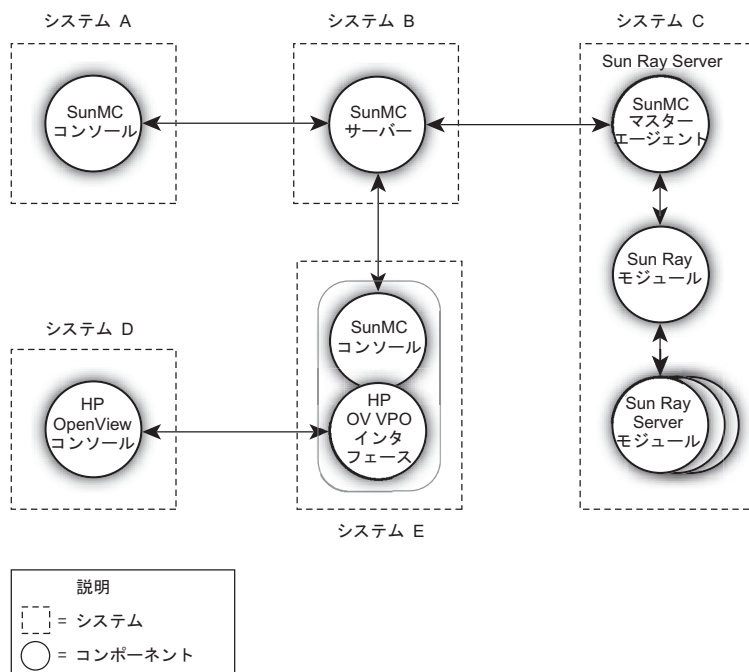 システム A
システム B
システム C
Sun Ray Server
SunMC
コンソール
SunMC
サーバー
SunMC
マスター
エージェント
Sun Ray
モジュール
システム D
SunMC
コンソール
HP
OpenView
コンソール
HP
OV VPO
インタ
フェース
Sun Ray
Server
モジュール
システム E
説明
= システム
= コンポーネント